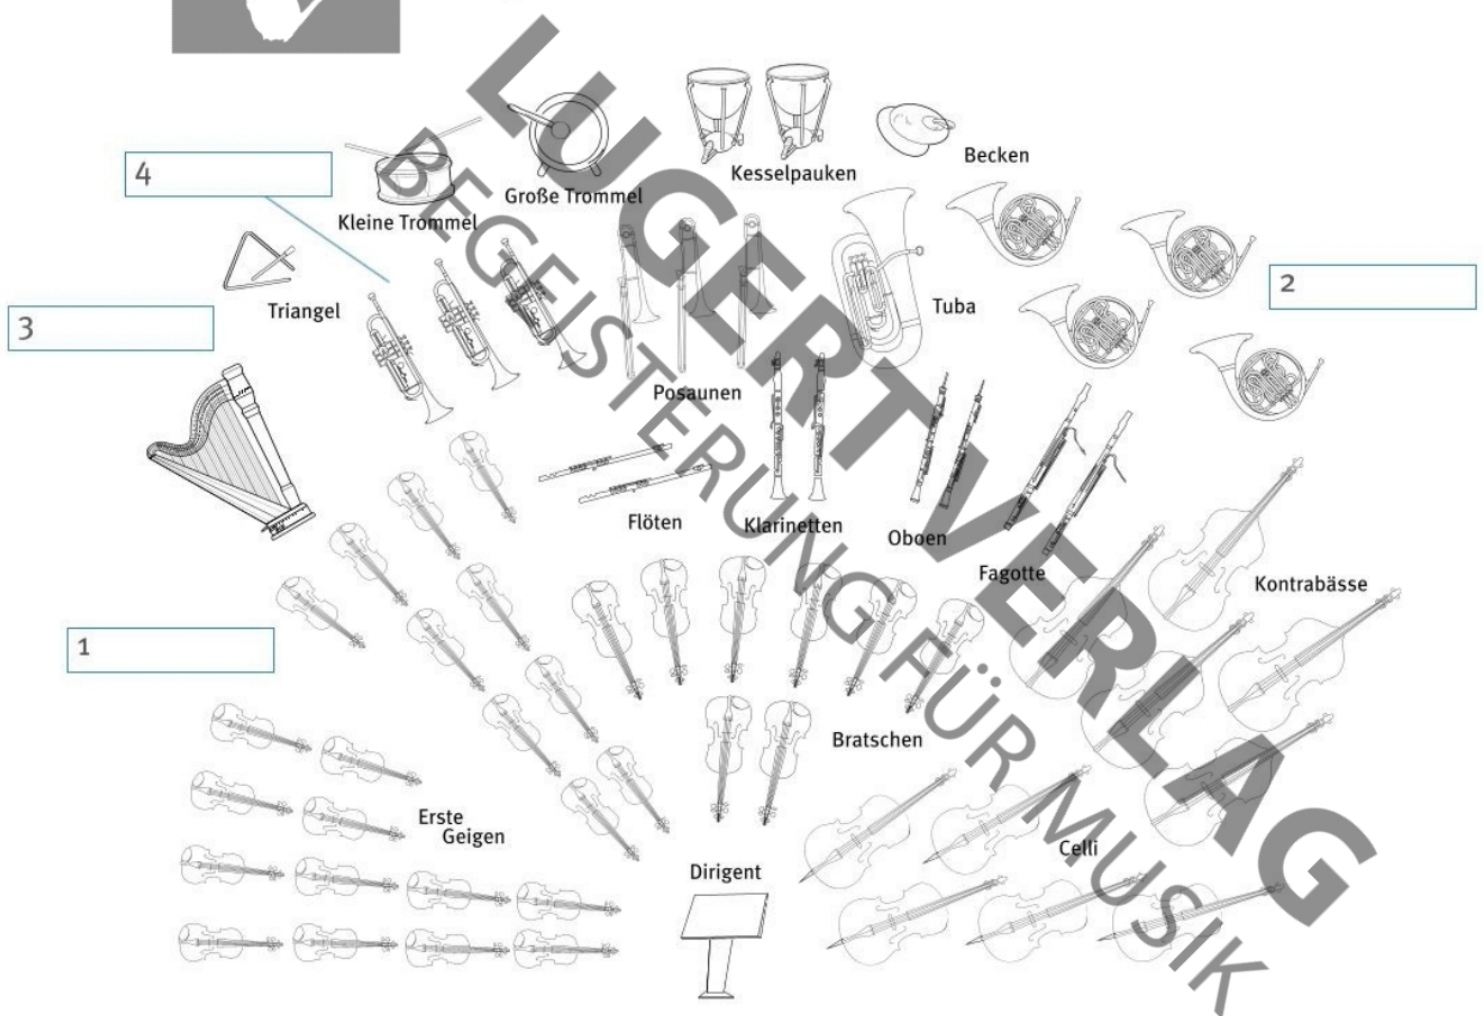 Becken
Kesselpauken
4
Große Trommel
Kleine Trommel
2
Triangel
Tuba
3
Posaunen
Flöten
Klarinetten
Oboen
Fagotte
Kontrabässe
1
Bratschen
Erste
Geigen
Celli
Dirigent
LUGERT VERLAG
BEGEISTERUNG FÜR MUSIK